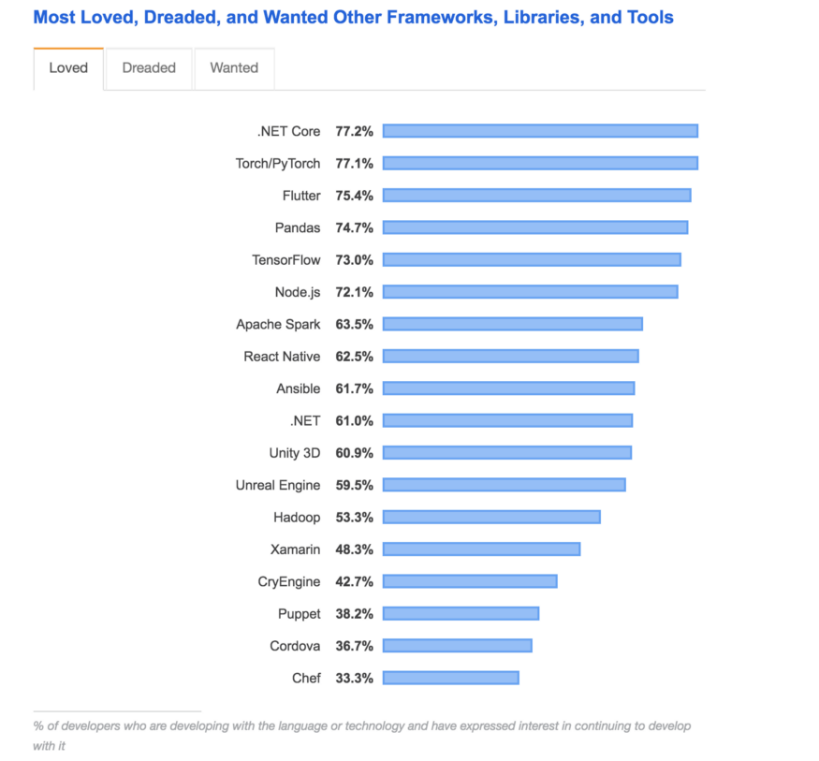 Most Loved, Dreaded, and Wanted Other Frameworks, Libraries, and Tools
Loved Dreaded Wanted
.NET Core 77.2%
Torch/PyTorch 77.1%
Flutter 75.4%
Pandas 74.7%
TensorFlow 73.0%
Node.js 72.1%
Apache Spark 63.5%
React Native 62.5%
Ansible 61.7%
.NET 61.0%
Unity 3D 60.9%
Unreal Engine 59.5%
Hadoop 53.3%
Xamarin 48.3%
CryEngine 42.7%
Puppet 38.2%
Cordova 36.7%
Chef 33.3%
% of developers who are developing with the language or technology and have expressed interest in continuing to develop
with it